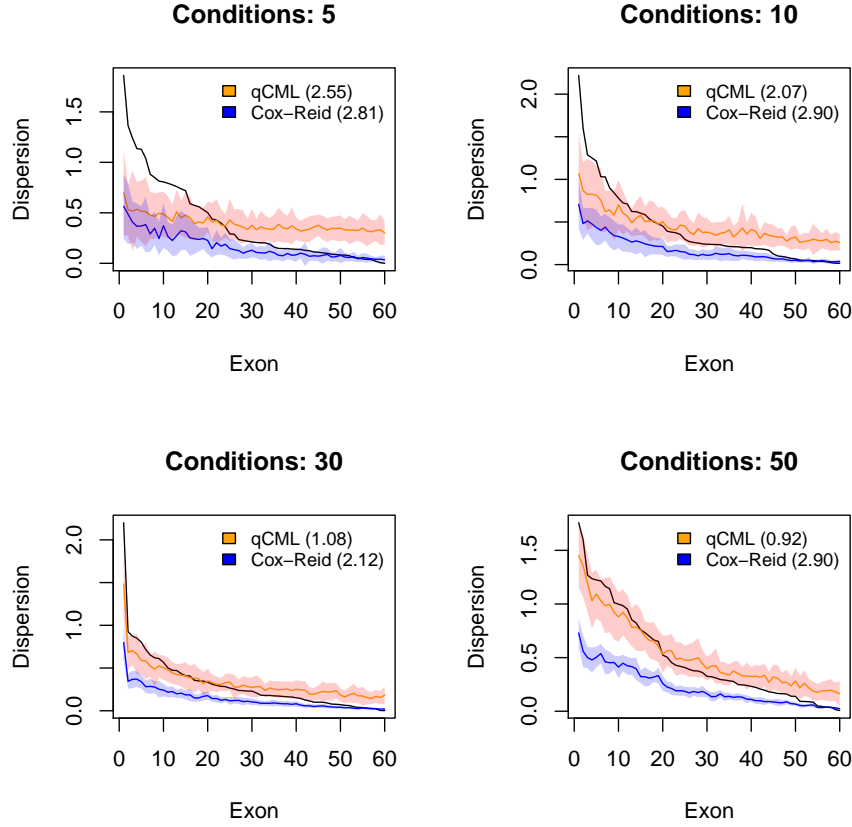 Conditions: 5
Dispersion
0.0 0.5 1.0 1.5
qCML (2.55)
Cox−Reid (2.81)
0 10 20 30 40 50 60
Exon
Conditions: 10
Dispersion
0.0 1.0 2.0
qCML (2.07)
Cox−Reid (2.90)
0 10 20 30 40 50 60
Exon
Conditions: 30
Dispersion
0.0 1.0 2.0
qCML (1.08)
Cox−Reid (2.12)
0 10 20 30 40 50 60
Exon
Conditions: 50
Dispersion
0.0 0.5 1.0 1.5
qCML (0.92)
Cox−Reid (2.90)
0 10 20 30 40 50 60
Exon